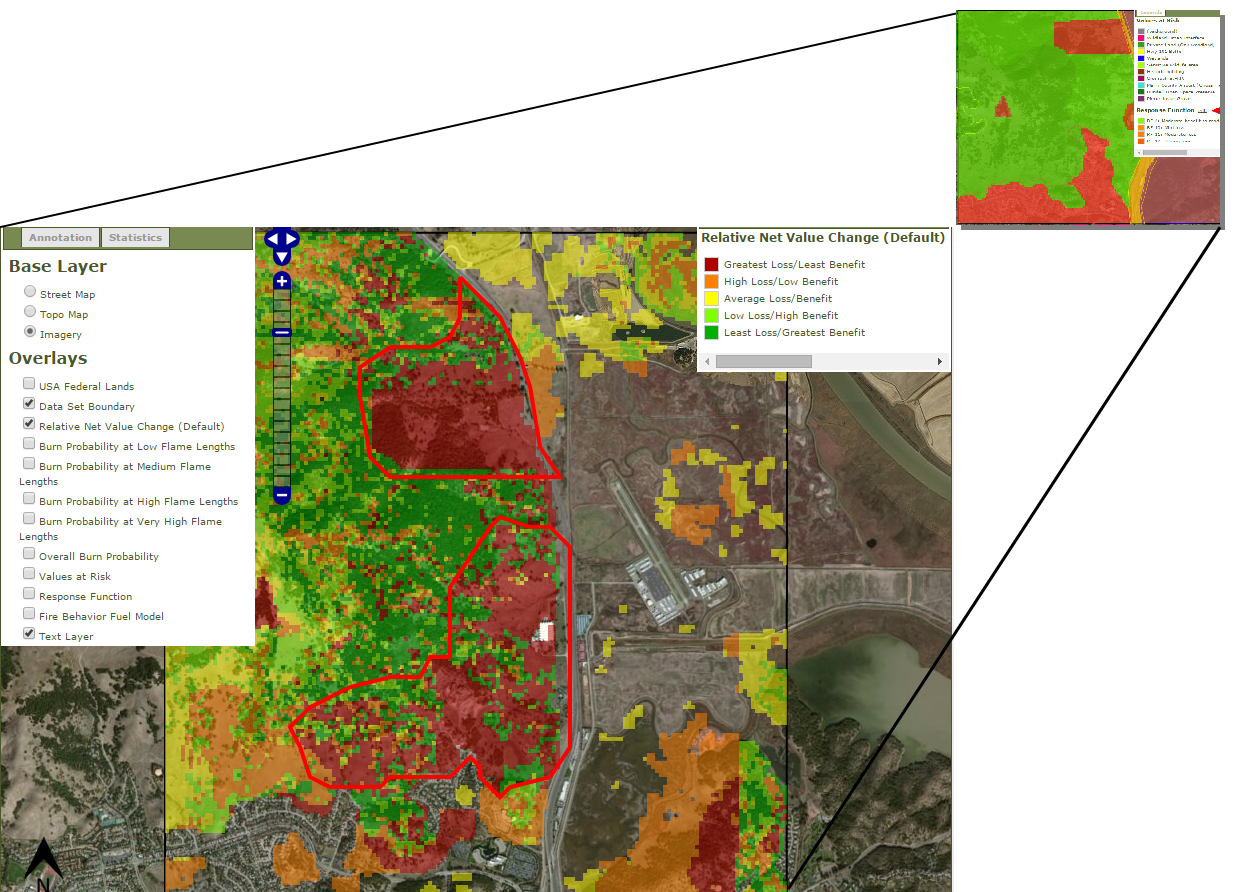 Annotation
Statistics
Base Layer
Street Map
Topo Map
Imagery
Overlays
USA Federal Lands
Data Set Boundary
Relative Net Value Change (Default)
Burn Probability at Low Flame Lengths
Burn Probability at Medium Flame
Lengths
Burn Probability at High Flame Lengths
Burn Probability at Very High Flame
Lengths
Overall Burn Probability
Values at Risk
Response Function
Fire Behavior Fuel Model
Text Layer
N
Relative Net Value Change (Default)
Greatest Loss/Least Benefit
High Loss/Low Benefit
Average Loss/Benefit
Low Loss/High Benefit
Least Loss/Greatest Benefit
Legends
Values at Risk
Response Function